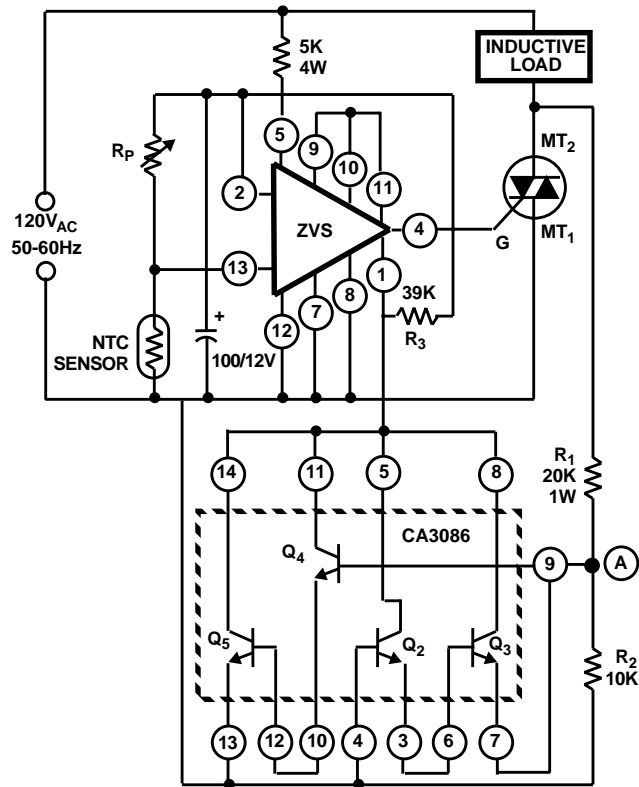 5K
4W
INDUCTIVE
LOAD
RP
5
9
10
11
2
MT2
MT1
120VAC
50-60Hz
ZVS
4
G
13
1
39K
R3
NTC
SENSOR
+
100/12V
12
7
8
14
11
5
8
R1
20K
1W
CA3086
Q4
9
A
Q5
Q2
Q3
R2
10K
13
12
10
4
3
6
7